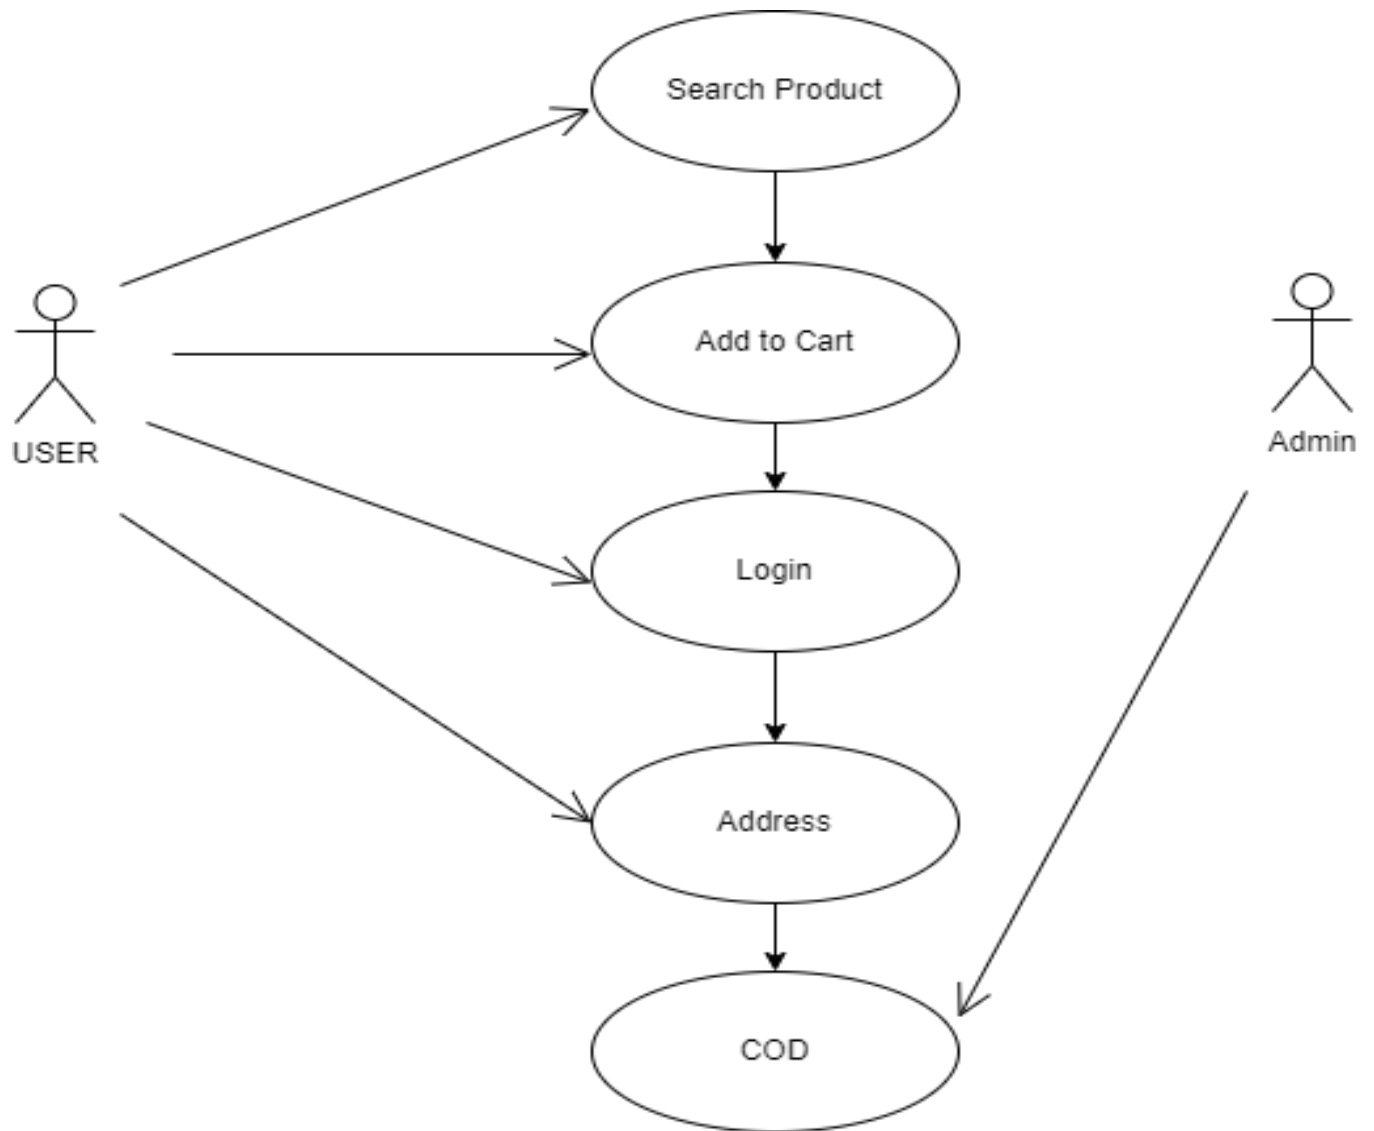 Search Product
Add to Cart
USER
Admin
Login
Address
COD